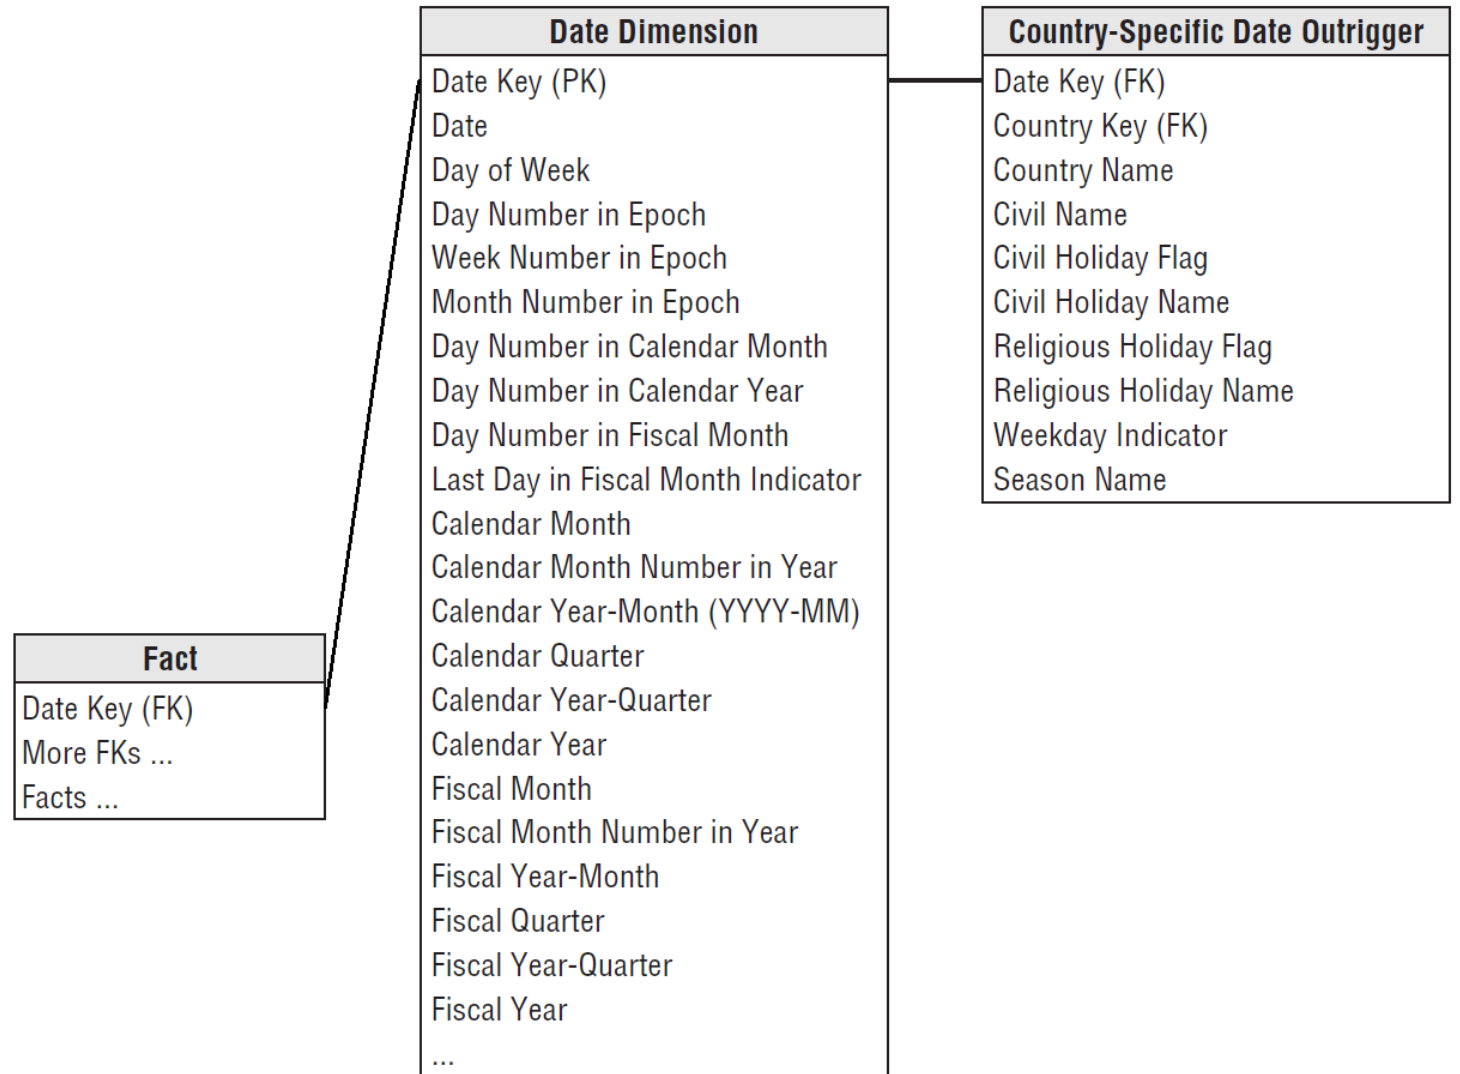 Date Dimension
Date Key (PK)
Date
Day of Week
Day Number in Epoch
Week Number in Epoch
Month Number in Epoch
Day Number in Calendar Month
Day Number in Calendar Year
Day Number in Fiscal Month
Last Day in Fiscal Month Indicator
Calendar Month
Calendar Month Number in Year
Calendar Year-Month (YYYY-MM)
Calendar Quarter
Calendar Year-Quarter
Calendar Year
Fiscal Month
Fiscal Month Number in Year
Fiscal Year-Month
Fiscal Quarter
Fiscal Year-Quarter
Fiscal Year
...
Country-Specific Date Outrigger
Date Key (FK)
Country Key (FK)
Country Name
Civil Name
Civil Holiday Flag
Civil Holiday Name
Religious Holiday Flag
Religious Holiday Name
Weekday Indicator
Season Name
Fact
Date Key (FK)
More FKs ...
Facts ...